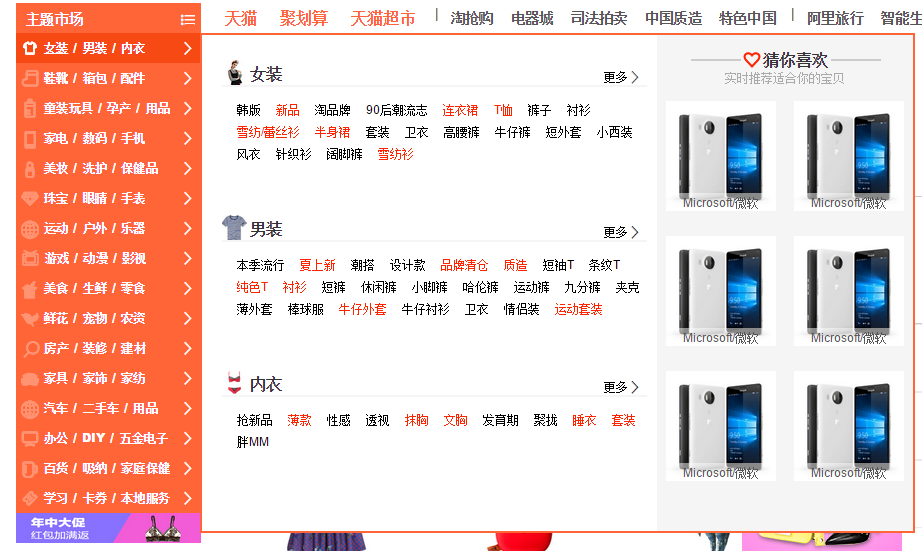 主题市场
天猫 聚划算 天猫超市 淘抢购 电器城 司法拍卖 中国质造 特色中国 阿里旅行 智能生
女装 / 男装 / 内衣
鞋靴 / 箱包 / 配件
童装玩具 / 孕产 / 用品
家电 / 数码 / 手机
美妆 / 洗护 / 保健品
珠宝 / 眼睛 / 手表
运动 / 户外 / 乐器
游戏 / 动漫 / 影视
美食 / 生鲜 / 零食
鲜花 / 宠物 / 农资
房产 / 装修 / 建材
家具 / 家饰 / 家纺
汽车 / 二手车 / 用品
办公 / DIY / 五金电子
百货 / 吸纳 / 家庭保健
学习 / 卡券 / 本地服务
年中大促
红包加满返
女装 更多
韩版 新品 淘品牌 90后潮流志 连衣裙 T恤 裤子 衬衫
雪纺/蕾丝衫 半身裙 套装 卫衣 高腰裤 牛仔裤 短外套 小西装
风衣 针织衫 阔脚裤 雪纺衫
男装 更多
本季流行 夏上新 潮搭 设计款 品牌清仓 质造 短袖T 条纹T
纯色T 衬衫 短裤 休闲裤 小脚裤 哈伦裤 运动裤 九分裤 夹克
薄外套 棒球服 牛仔外套 牛仔衬衫 卫衣 情侣装 运动套装
内衣 更多
抢新品 薄款 性感 透视 抹胸 文胸 发育期 聚拢 睡衣 套装
胖MM
猜你喜欢
实时推荐适合你的宝贝
Microsoft/微软 Microsoft/微软
Microsoft/微软 Microsoft/微软
Microsoft/微软 Microsoft/微软